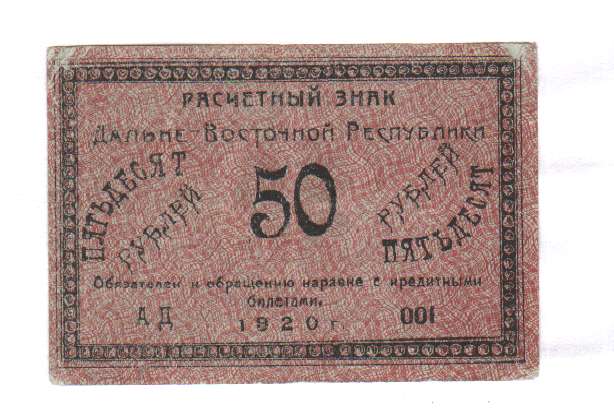 РАСЧЕТНЫЙ ЗНАК
ДАЛЬНЕ ВОСТОЧНОЙ РЕСПУБЛИКИ
ПЯТЬДЕСЯТ
РУБЛЕЙ
50
РУБЛЕЙ
ПЯТЬДЕСЯТ
Обязателен к обращению наравне с кредитными
билетами.
АД
1920 г.
001